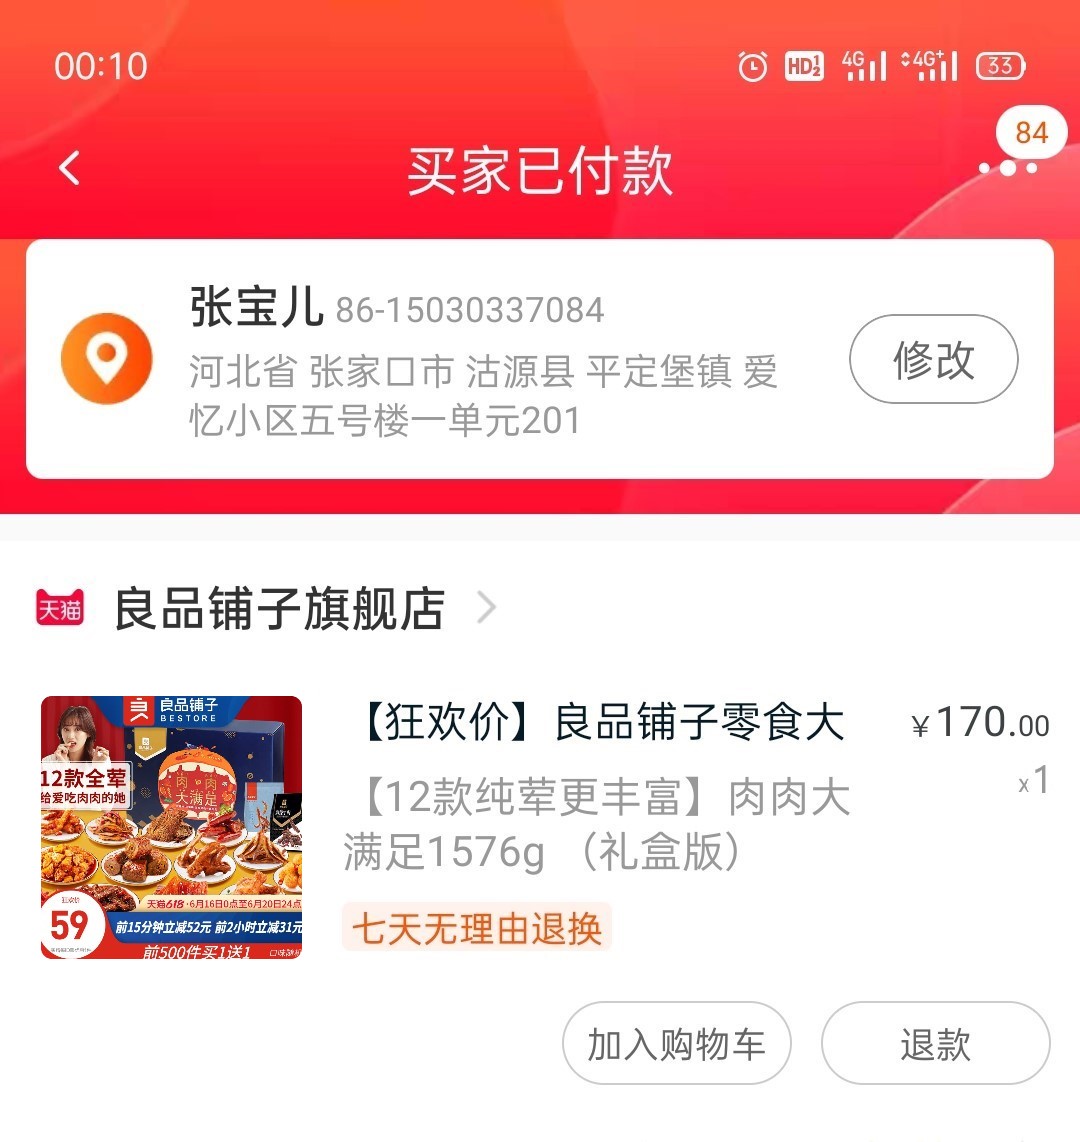 00:10
HD 1 2 4G 4G+ 33
84
买家已付款
张宝儿 86-15030337084
河北省 张家口市 沽源县 平定堡镇 爱
忆小区五号楼一单元201
修改
天猫 良品铺子旗舰店
良品铺子
BESTORE
12款全荤
给爱吃肉肉的她
肉肉
大满足
狂欢价
59
天猫618·6月16日0点至6月20日24点
前15分钟立减52元 前2小时立减31元
前500件买1送1
【狂欢价】良品铺子零食大
¥170.00
【12款纯荤更丰富】肉肉大
满足1576g （礼盒版）
x1
七天无理由退换
加入购物车
退款